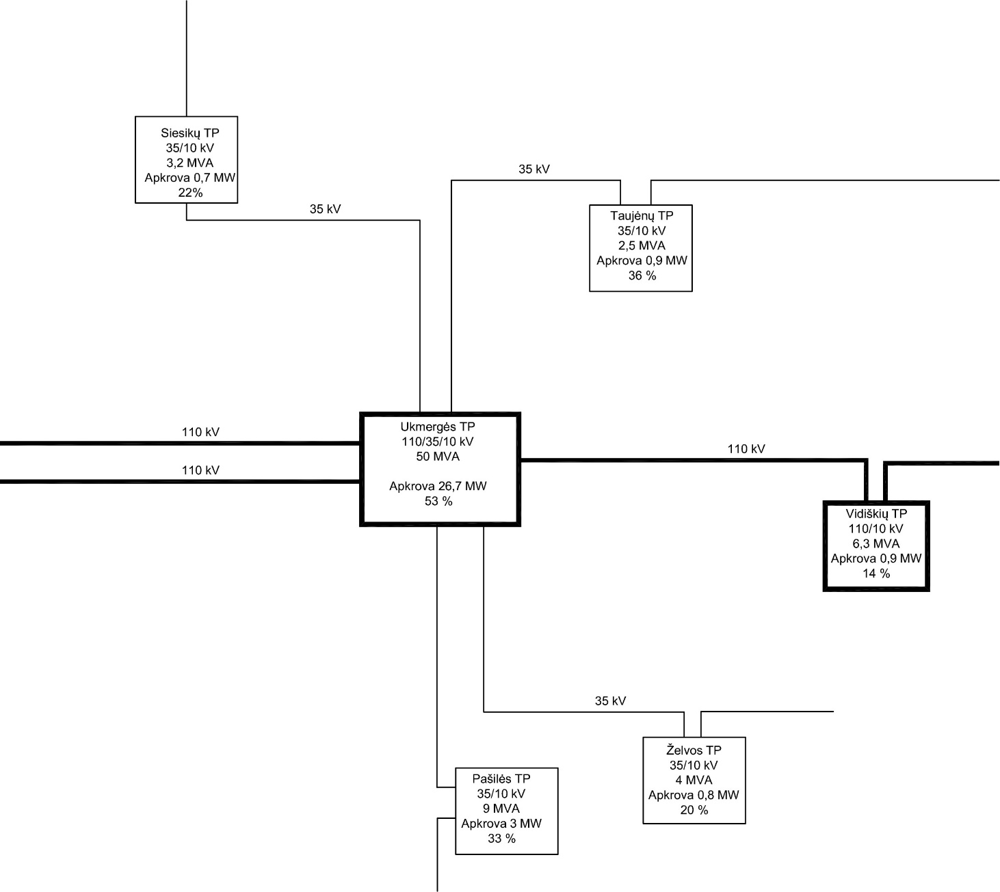 Siesikų TP
35/10 kV
3,2 MVA
Apkrova 0,7 MW
22%
35 kV
35 kV
Taujėnų TP
35/10 kV
2,5 MVA
Apkrova 0,9 MW
36 %
110 kV
110 kV
Ukmergės TP
110/35/10 kV
50 MVA
Apkrova 26,7 MW
53 %
110 kV
Vidiškių TP
110/10 kV
6,3 MVA
Apkrova 0,9 MW
14 %
35 kV
Želvos TP
35/10 kV
4 MVA
Apkrova 0,8 MW
20 %
Pašilės TP
35/10 kV
9 MVA
Apkrova 3 MW
33 %